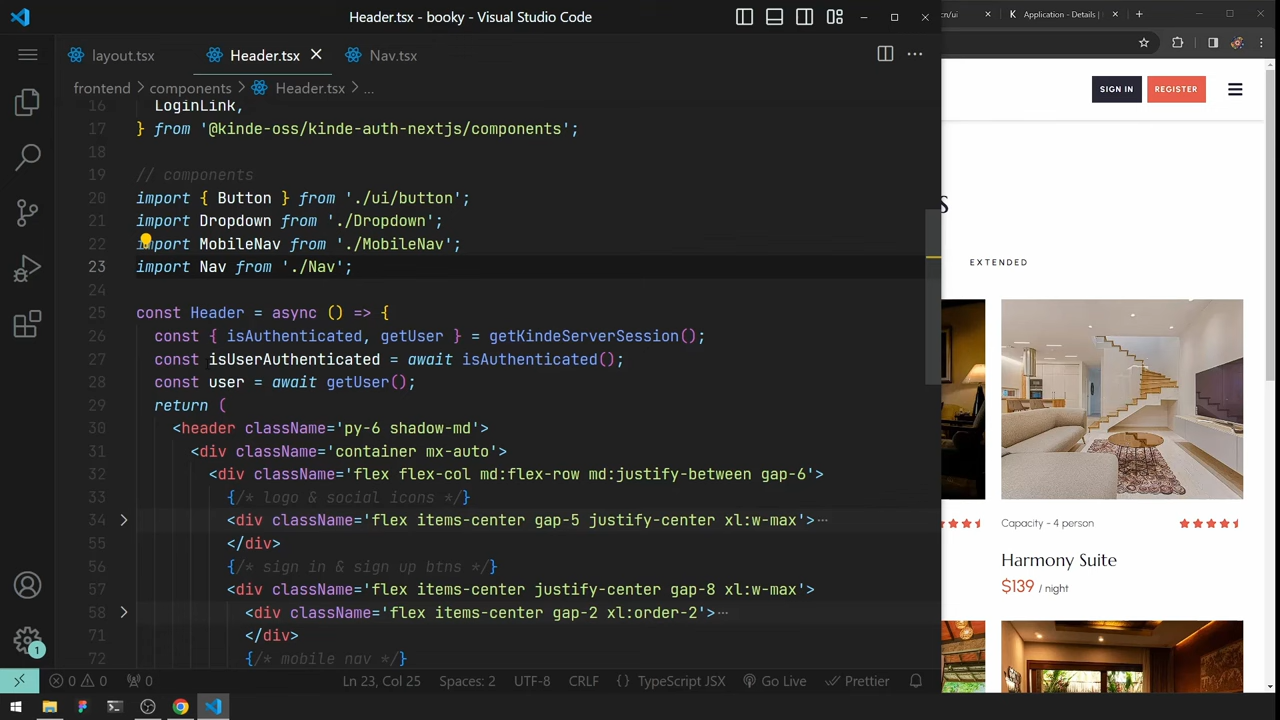 Header.tsx - booky - Visual Studio Code
cn/ui
Application - Details |
layout.tsx
Header.tsx
Nav.tsx
SIGN IN
REGISTER
frontend > components > Header.tsx > ...
16 LoginLink,
17 } from '@kinde-oss/kinde-auth-nextjs/components';
18
19 // components
20 import { Button } from './ui/button';
21 import Dropdown from './Dropdown';
22 import MobileNav from './MobileNav';
23 import Nav from './Nav';
24
25 const Header = async () => {
26 const { isAuthenticated, getUser } = getKindeServerSession();
27 const isUserAuthenticated = await isAuthenticated();
28 const user = await getUser();
29 return (
30 <header className='py-6 shadow-md'>
31 <div className='container mx-auto'>
32 <div className='flex flex-col md:flex-row md:justify-between gap-6'>
33 {/* logo & social icons */}
34 <div className='flex items-center gap-5 justify-center xl:w-max'>···
55 </div>
56 {/* sign in & sign up btns */}
57 <div className='flex items-center justify-center gap-8 xl:w-max'>
58 <div className='flex items-center gap-2 xl:order-2'>···
71 </div>
72 {/* mobile nav */}
s
EXTENDED
Capacity - 4 person
Harmony Suite
$139 / night
1
0 0 0
Ln 23, Col 25
Spaces: 2
UTF-8
CRLF
{} TypeScript JSX
Go Live
Prettier